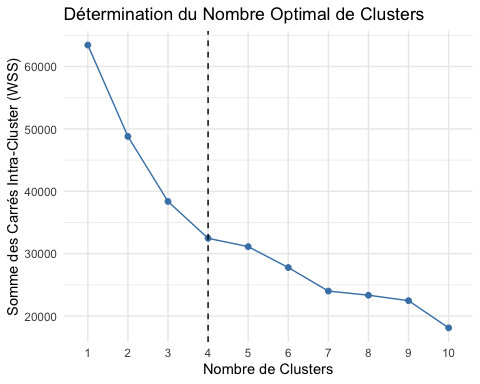 Détermination du Nombre Optimal de Clusters
Somme des Carrés Intra-Cluster (WSS)
60000
50000
40000
30000
20000
1 2 3 4 5 6 7 8 9 10
Nombre de Clusters